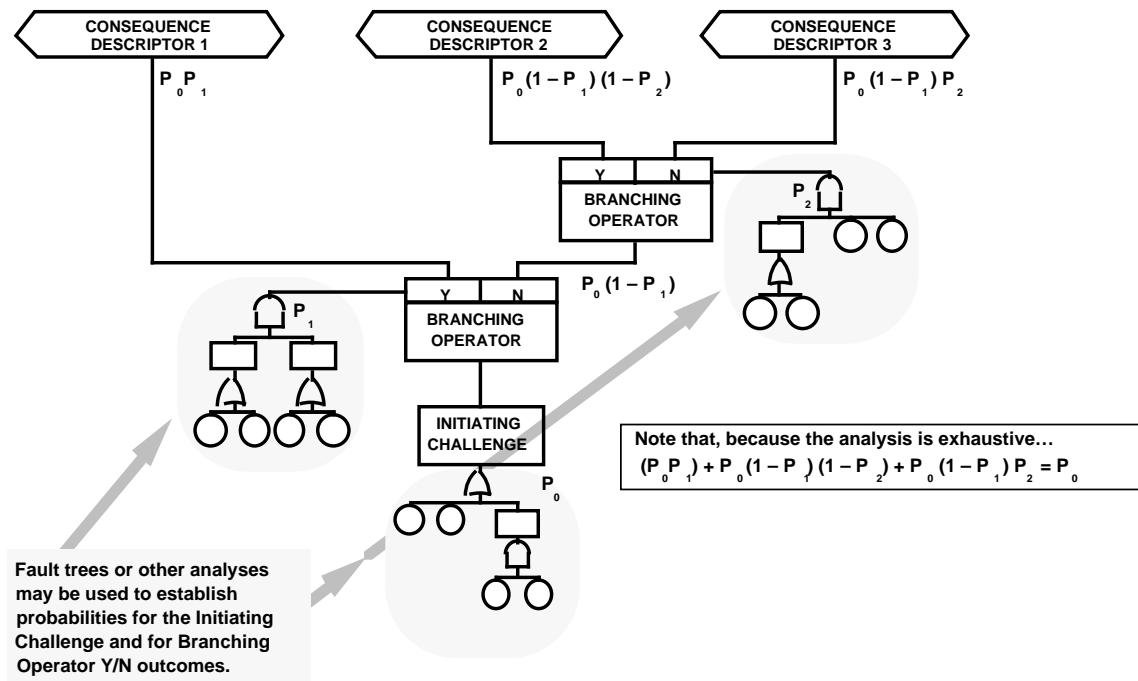 CONSEQUENCE
DESCRIPTOR 1
CONSEQUENCE
DESCRIPTOR 2
CONSEQUENCE
DESCRIPTOR 3
P₀P₁
P₀(1 – P₁)(1 – P₂)
P₀(1 – P₁)P₂
Y
N
BRANCHING
OPERATOR
P₂
P₀(1 – P₁)
Y
N
BRANCHING
OPERATOR
P₁
INITIATING
CHALLENGE
P₀
Note that, because the analysis is exhaustive…
(P₀P₁) + P₀(1 – P₁)(1 – P₂) + P₀(1 – P₁)P₂ = P₀
Fault trees or other analyses
may be used to establish
probabilities for the Initiating
Challenge and for Branching
Operator Y/N outcomes.